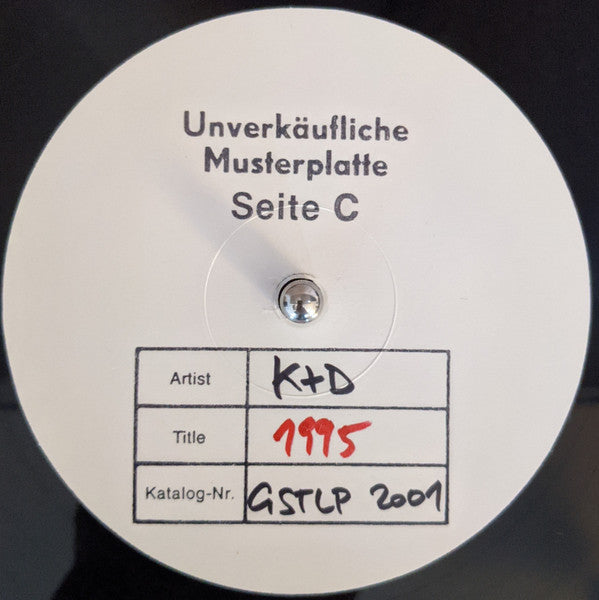 Unverkäufliche
Musterplatte
Seite C
Artist K+D
Title 1995
Katalog-Nr. GSTLP 2001